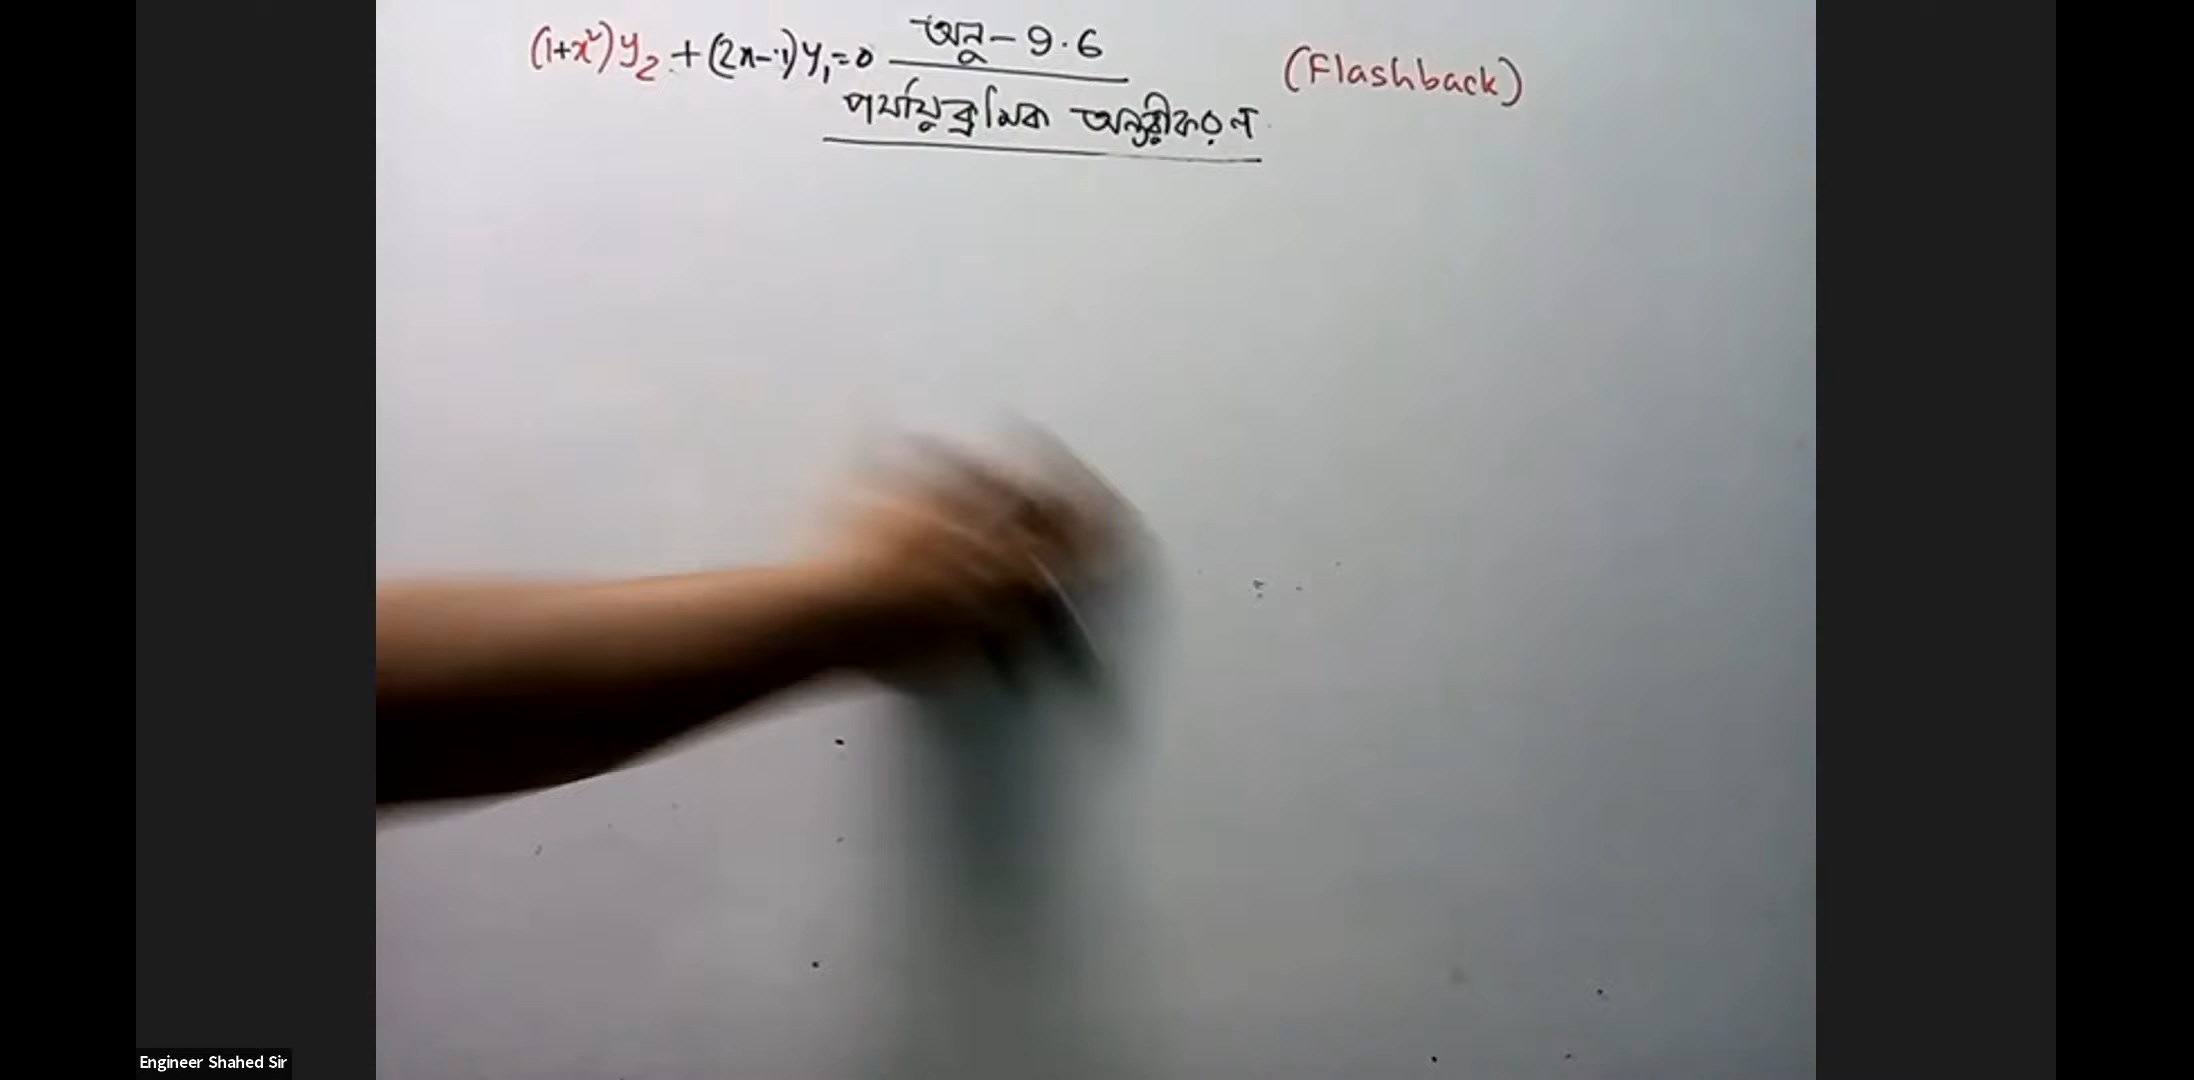 (1+x²)y₂ + (2x-1)y₁=0
অনু-9.6
(Flashback)
পর্যায়ক্রমিক অন্তরীকরণ
Engineer Shahed Sir